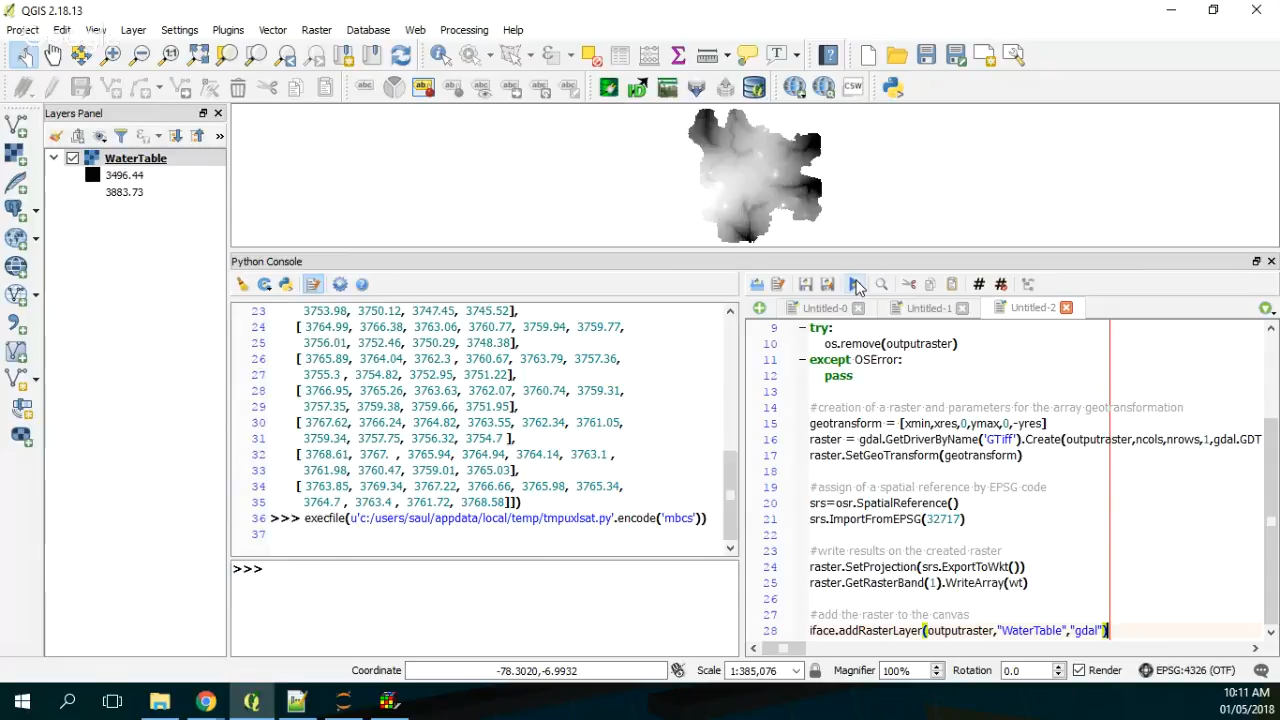 QGIS 2.18.13
Project Edit View Layer Settings Plugins Vector Raster Database Web Processing Help
CSW
Layers Panel
WaterTable
3496.44
3883.73
Python Console
Untitled-0 Untitled-1 Untitled-2
23 3753.98, 3750.12, 3747.45, 3745.52],
24 [ 3764.99, 3766.38, 3763.06, 3760.77, 3759.94, 3759.77,
25 3756.01, 3752.46, 3750.29, 3748.38],
26 [ 3765.89, 3764.04, 3762.3 , 3760.67, 3763.79, 3757.36,
27 3755.3 , 3754.82, 3752.95, 3751.22],
28 [ 3766.95, 3765.26, 3763.63, 3762.07, 3760.74, 3759.31,
29 3757.35, 3759.38, 3759.66, 3751.95],
30 [ 3767.62, 3766.24, 3764.82, 3763.55, 3762.34, 3761.05,
31 3759.34, 3757.75, 3756.32, 3754.7 ],
32 [ 3768.61, 3767. , 3765.94, 3764.94, 3764.14, 3763.1 ,
33 3761.98, 3760.47, 3759.01, 3765.03],
34 [ 3763.85, 3769.34, 3767.22, 3766.66, 3765.98, 3765.34,
35 3764.7 , 3763.4 , 3761.72, 3768.58]])
36 >>> execfile(u'c:/users/saul/appdata/local/temp/tmpuxlsat.py'.encode('mbcs'))
37
>>>
9 try:
10 os.remove(outputraster)
11 except OSError:
12 pass
13
14 #creation of a raster and parameters for the array geotransformation
15 geotransform = [xmin,xres,0,ymax,0,-yres]
16 raster = gdal.GetDriverByName('GTiff').Create(outputraster,ncols,nrows,1,gdal.GDT
17 raster.SetGeoTransform(geotransform)
18
19 #assign of a spatial reference by EPSG code
20 srs=osr.SpatialReference()
21 srs.ImportFromEPSG(32717)
22
23 #write results on the created raster
24 raster.SetProjection(srs.ExportToWkt())
25 raster.GetRasterBand(1).WriteArray(wt)
26
27 #add the raster to the canvas
28 iface.addRasterLayer(outputraster,"WaterTable","gdal")
Coordinate -78.3020,-6.9932 Scale 1:385,076 Magnifier 100% Rotation 0.0 Render EPSG:4326 (OTF)
10:11 AM
01/05/2018